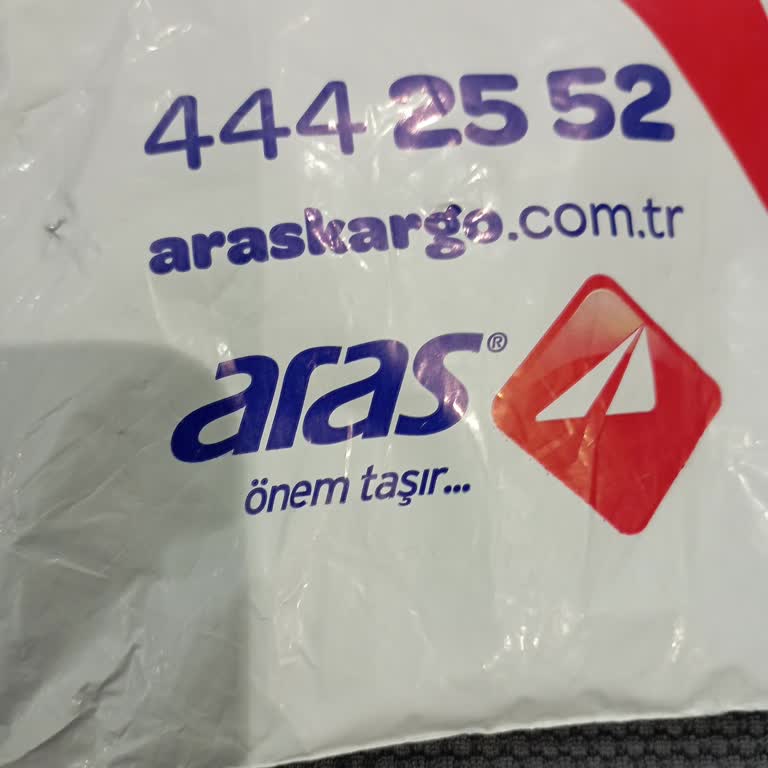 444 25 52
araskargo.com.tr
aras®
önem taşır...